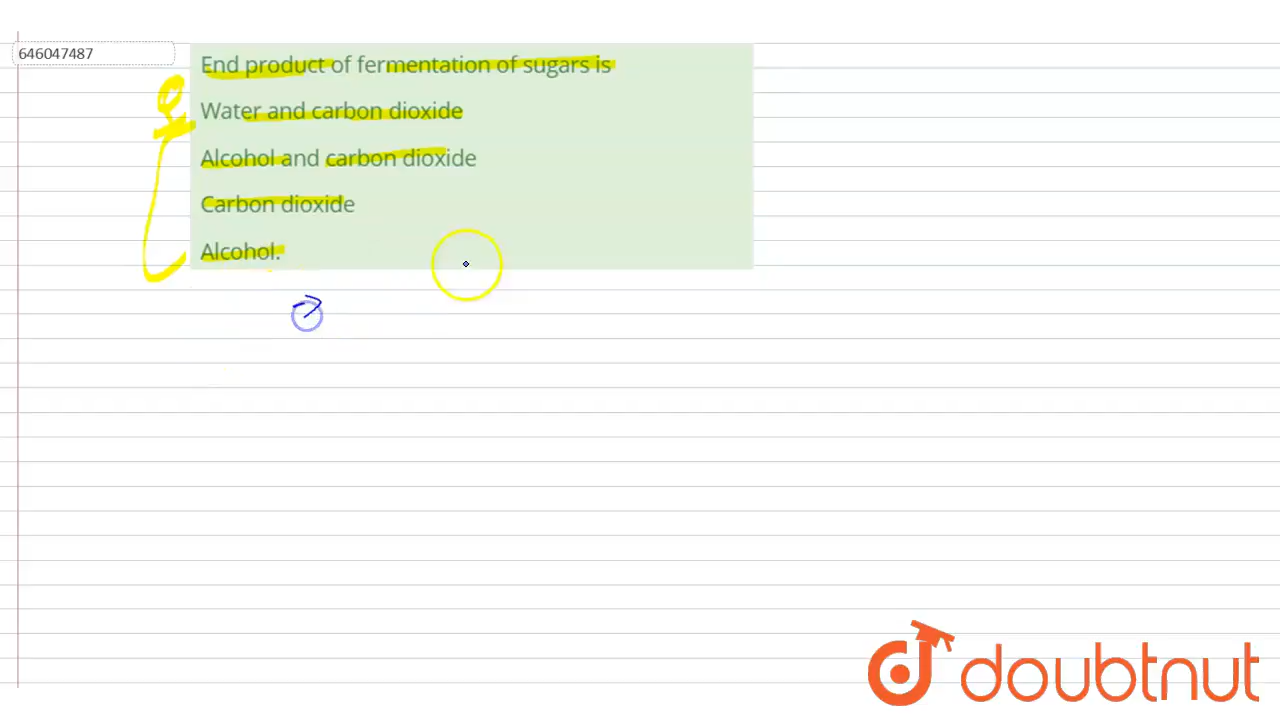 646047487
End product of fermentation of sugars is
Water and carbon dioxide
Alcohol and carbon dioxide
Carbon dioxide
Alcohol.
doubtnut